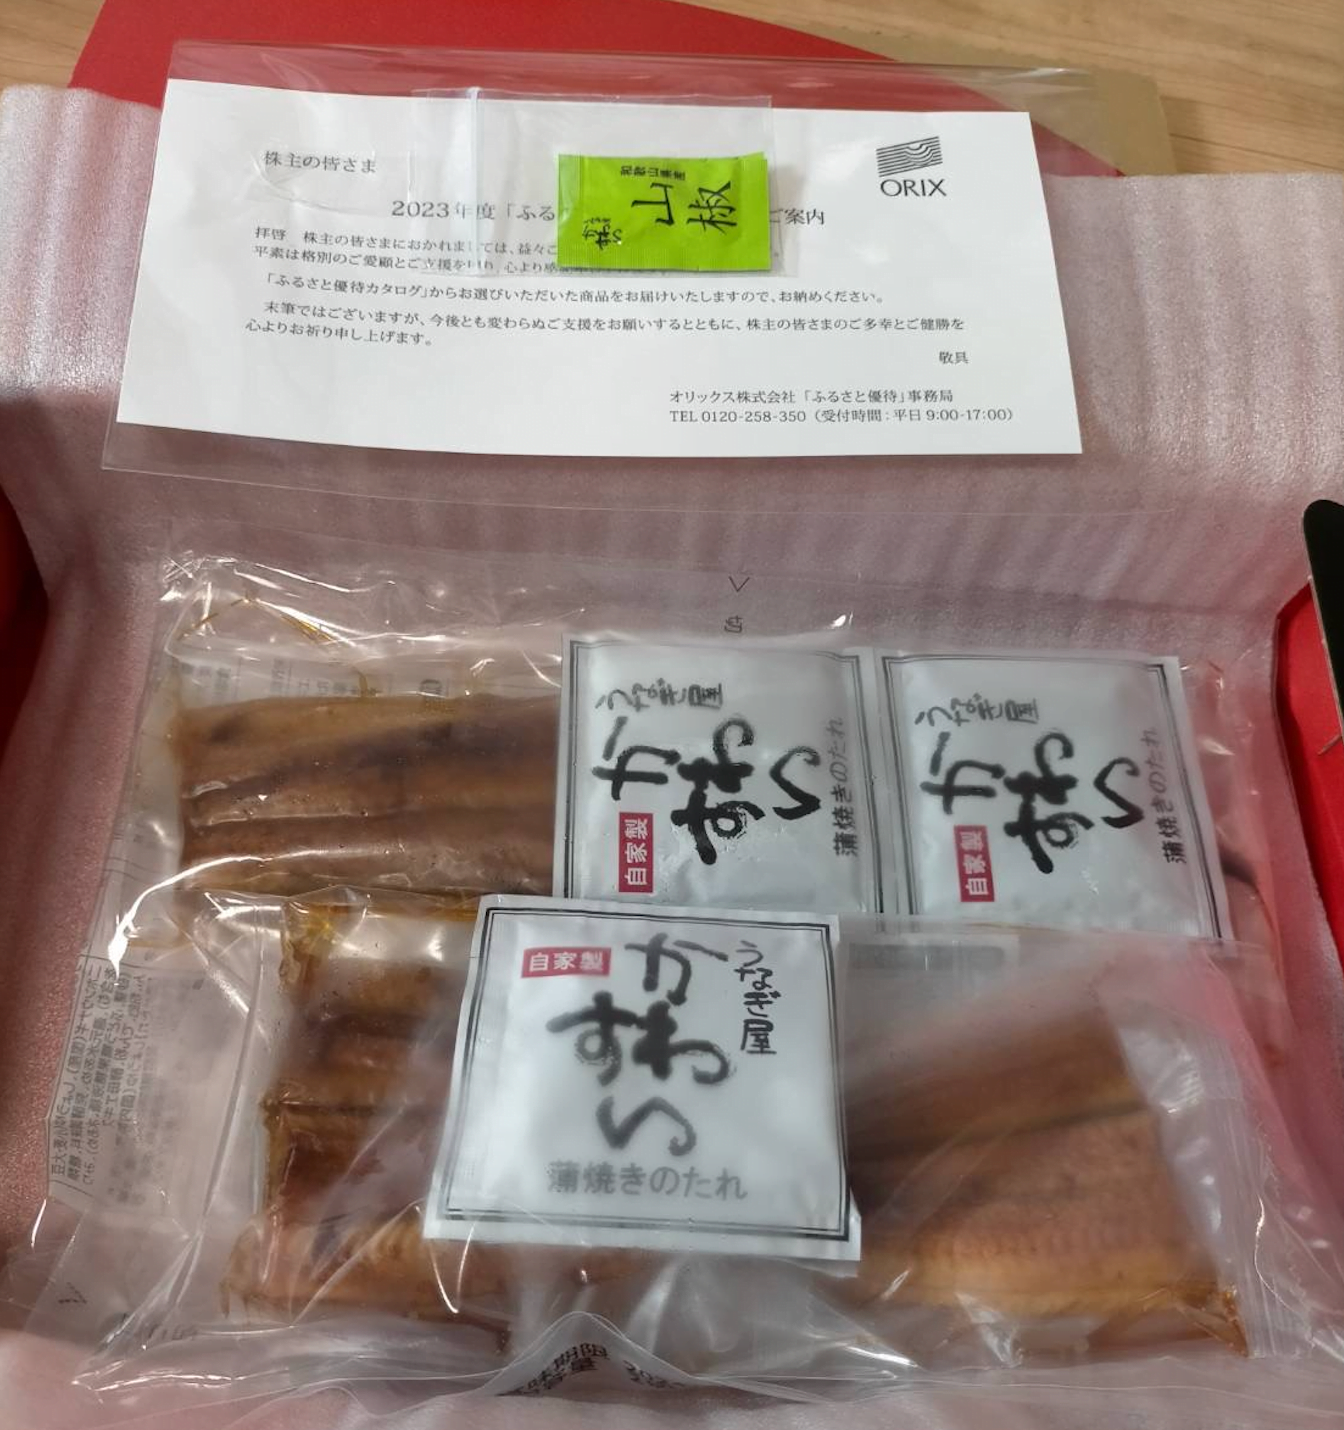 株主の皆さま
ORIX
2023年度「ふる
ご案内
和歌山県産
山椒
拝啓 株主の皆さまにおかれましては、益々ご
平素は格別のご愛顧とご支援を賜り、心より
「ふるさと優待カタログ」からお選びいただいた商品をお届けいたしますので、お納めください。
末筆ではございますが、今後とも変わらぬご支援をお願いするとともに、株主の皆さまのご多幸とご健勝を
心よりお祈り申し上げます。
敬具
オリックス株式会社「ふるさと優待」事務局
TEL 0120-258-350（受付時間：平日 9:00-17:00）
切
うなぎ屋
かわすい
自家製
蒲焼きのたれ
うなぎ屋
かわすい
自家製
蒲焼きのたれ
うなぎ屋
かわすい
自家製
蒲焼きのたれ